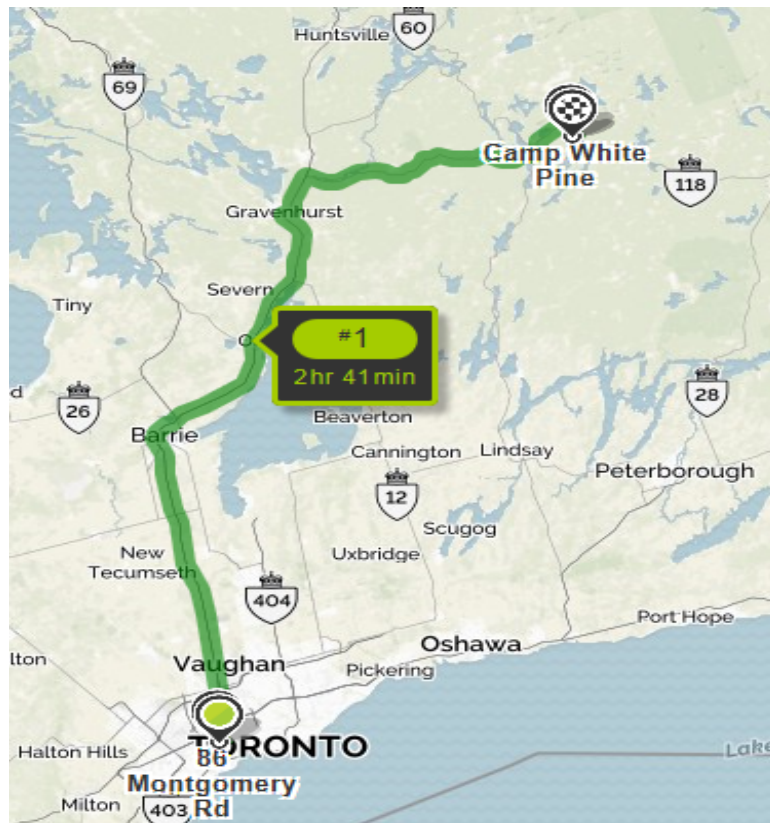 Huntsville
60
69
Camp White
Pine
118
Gravenhurst
Severn
Tiny
O
#1
2hr 41min
d
26
28
Beaverton
Barrie
Cannington
Lindsay
Peterborough
12
Scugog
New
Tecumseth
Uxbridge
404
Port Hope
Oshawa
lton
Vaughan
Pickering
TORONTO
Halton Hills
86
Lake
Montgomery
Rd
Milton
403